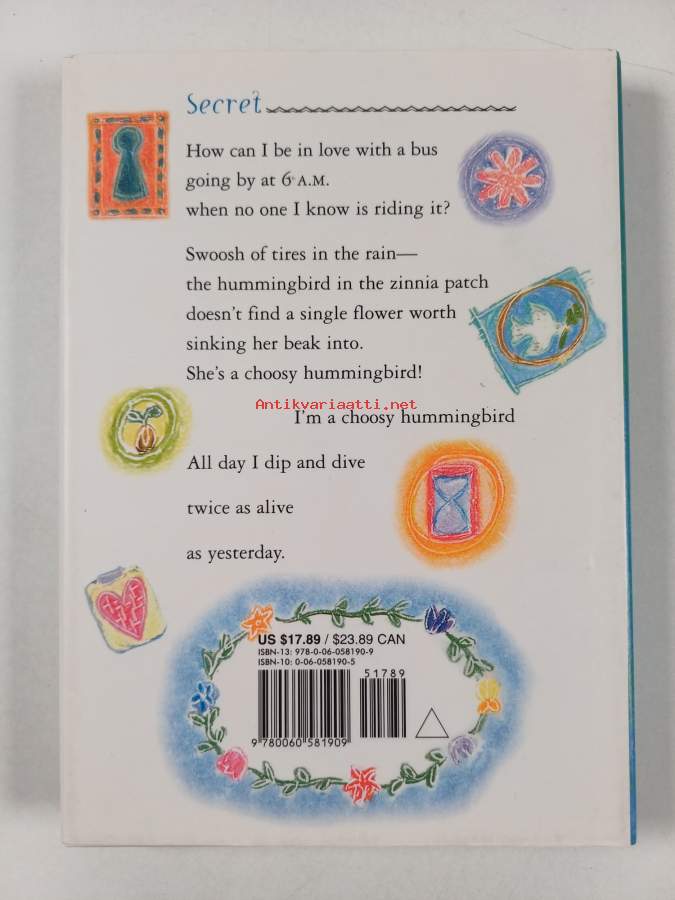 Secret
How can I be in love with a bus
going by at 6 A.M.
when no one I know is riding it?
Swoosh of tires in the rain—
the hummingbird in the zinnia patch
doesn't find a single flower worth
sinking her beak into.
She's a choosy hummingbird!
Antikvariaatti.net
I'm a choosy hummingbird
All day I dip and dive
twice as alive
as yesterday.
US $17.89 / $23.89 CAN
ISBN-13: 978-0-06-058190-9
ISBN-10: 0-06-058190-5
51789
9 780060 581909